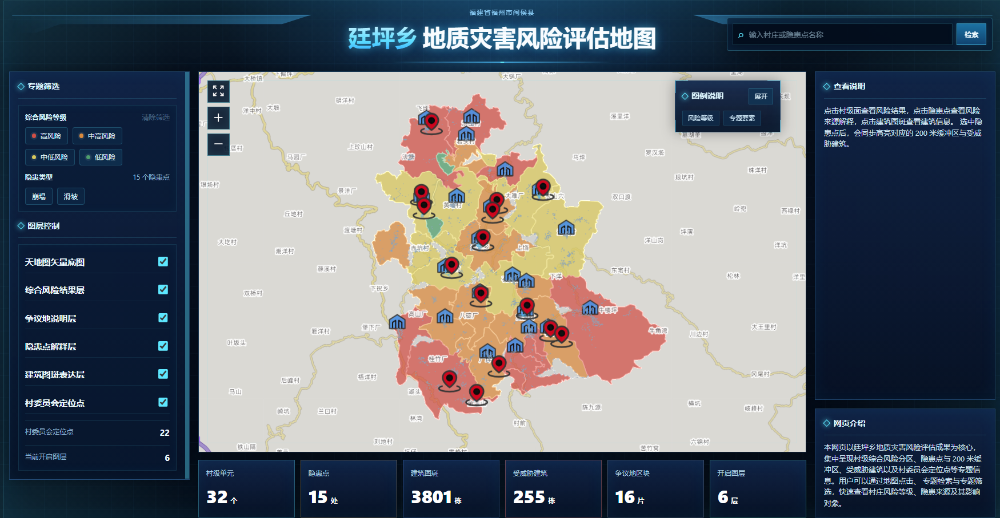 福建省福州市闽侯县
廷坪乡 地质灾害风险评估地图
输入村庄或隐患点名称
检索
专题筛选
综合风险等级 清除筛选
高风险 中高风险
中低风险 低风险
隐患类型 15 个隐患点
崩塌 滑坡
图层控制
天地图矢量底图
综合风险结果层
争议地说明层
隐患点解释层
建筑图斑表达层
村委员会定位点
村委员会定位点 22
当前开启图层 6
大桥镇
下偏坪
大锅厂
明洋村
洋中村
大塅
飞坪
溪里洋
墓湖垄
上珍山村
马园厂
法塘
马坪
罗汉墘
珠洋村
琅坑村
银场村
景洋厂
大难厂
双口渡
岭兜
西禄村
丘地村
渡塘村
坪演
大圪村
潮洋村
赤坑村
上垱
洋山岗
洋坑
源溪村
下洋
东宅村
松林
洋里
双桥村
下祝乡
高山厂
八碇厂
牛楼坪
箬洋村
堡下厂
牛角湾
川边村
大王里村
叶坂头
桂竹厂
后峰村
梧洋村
冈尾村
马山
湖头
崎坑
兰口村
陈九源
横坑
岐峰村
林湾
村前
铁山隔
刘地村
六锦村
苦竹窝
图例说明 展开
风险等级 专题要素
村级单元
32 个
隐患点
15 处
建筑图斑
3801 栋
受威胁建筑
255 栋
争议地区块
16 片
开启图层
6 层
查看说明
点击村级面查看风险结果，点击隐患点查看风险
来源解释，点击建筑图斑查看建筑信息。 选中隐
患点后，会同步高亮对应的 200 米缓冲区与受威
胁建筑。
网页介绍
本网页以廷坪乡地质灾害风险评估成果为核心，
集中呈现村级综合风险分区、隐患点与 200 米缓
冲区、受威胁建筑以及村委员会定位点等专题信
息。用户可以通过地图点击、 专题检索与专题筛
选，快速查看村庄风险等级、隐患来源及其影响
对象。